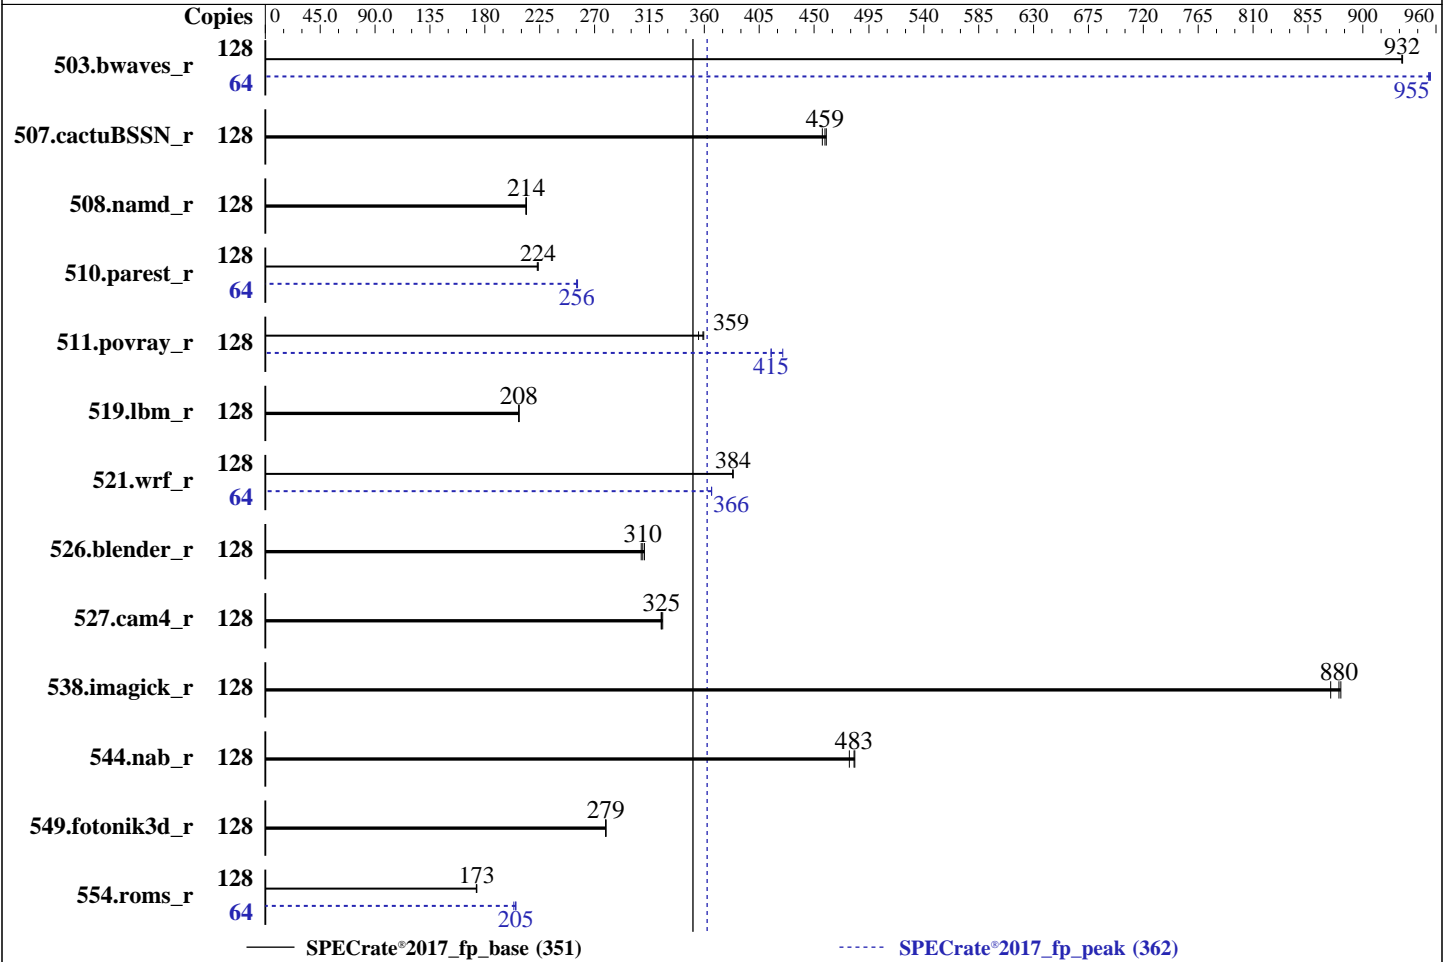 Copies 0 45.0 90.0 135 180 225 270 315 360 405 450 495 540 585 630 675 720 765 810 855 900 960
503.bwaves_r 128 932
64 955
507.cactuBSSN_r 128 459
508.namd_r 128 214
510.parest_r 128 224
64 256
511.povray_r 128 359
415
519.lbm_r 128 208
521.wrf_r 128 384
64 366
526.blender_r 128 310
527.cam4_r 128 325
538.imagick_r 128 880
544.nab_r 128 483
549.fotonik3d_r 128 279
554.roms_r 128 173
64 205
SPECrate®2017_fp_base (351) SPECrate®2017_fp_peak (362)